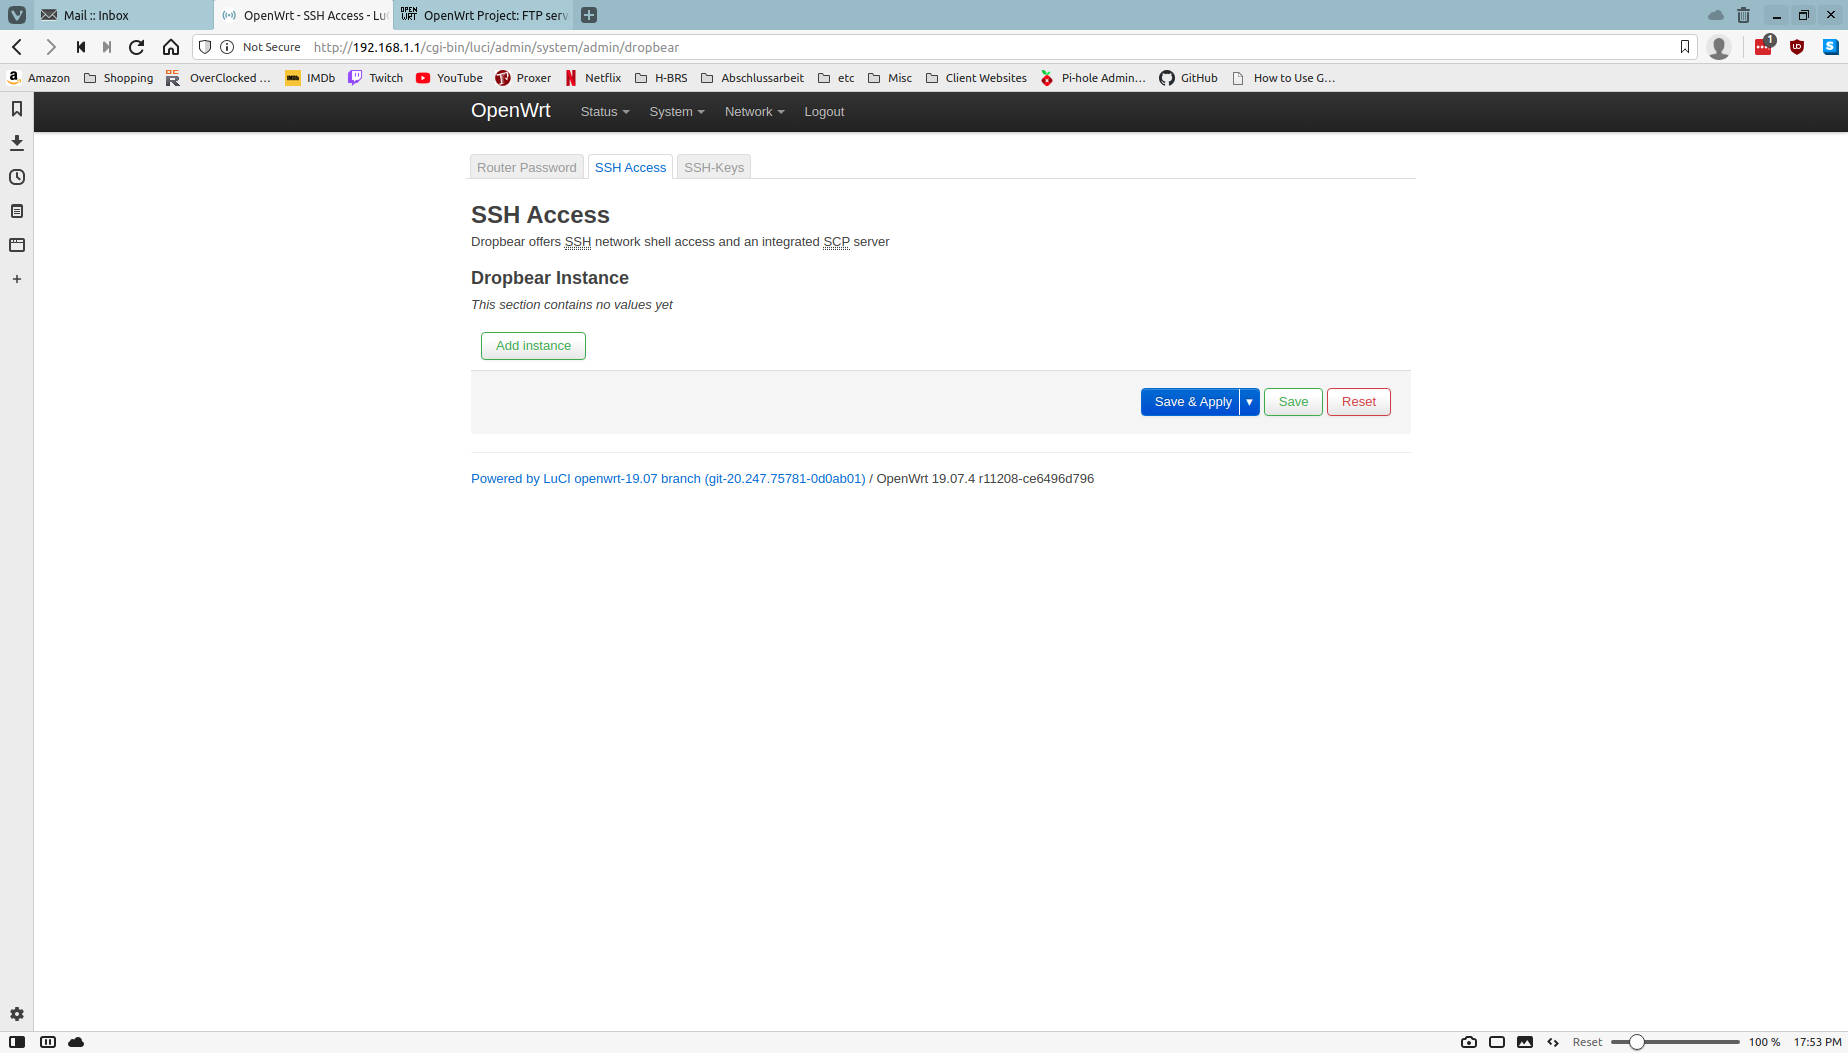 Mail :: Inbox
OpenWrt - SSH Access - Lu
OpenWrt Project: FTP serv
Not Secure
http://192.168.1.1/cgi-bin/luci/admin/system/admin/dropbear
1
Amazon
Shopping
OverClocked ...
IMDb
Twitch
YouTube
Proxer
Netflix
H-BRS
Abschlussarbeit
etc
Misc
Client Websites
Pi-hole Admin...
GitHub
How to Use G...
OpenWrt
Status
System
Network
Logout
Router Password
SSH Access
SSH-Keys
SSH Access
Dropbear offers SSH network shell access and an integrated SCP server
Dropbear Instance
This section contains no values yet
Add instance
Save & Apply
Save
Reset
Powered by LuCI openwrt-19.07 branch (git-20.247.75781-0d0ab01) / OpenWrt 19.07.4 r11208-ce6496d796
Reset
100 %
17:53 PM